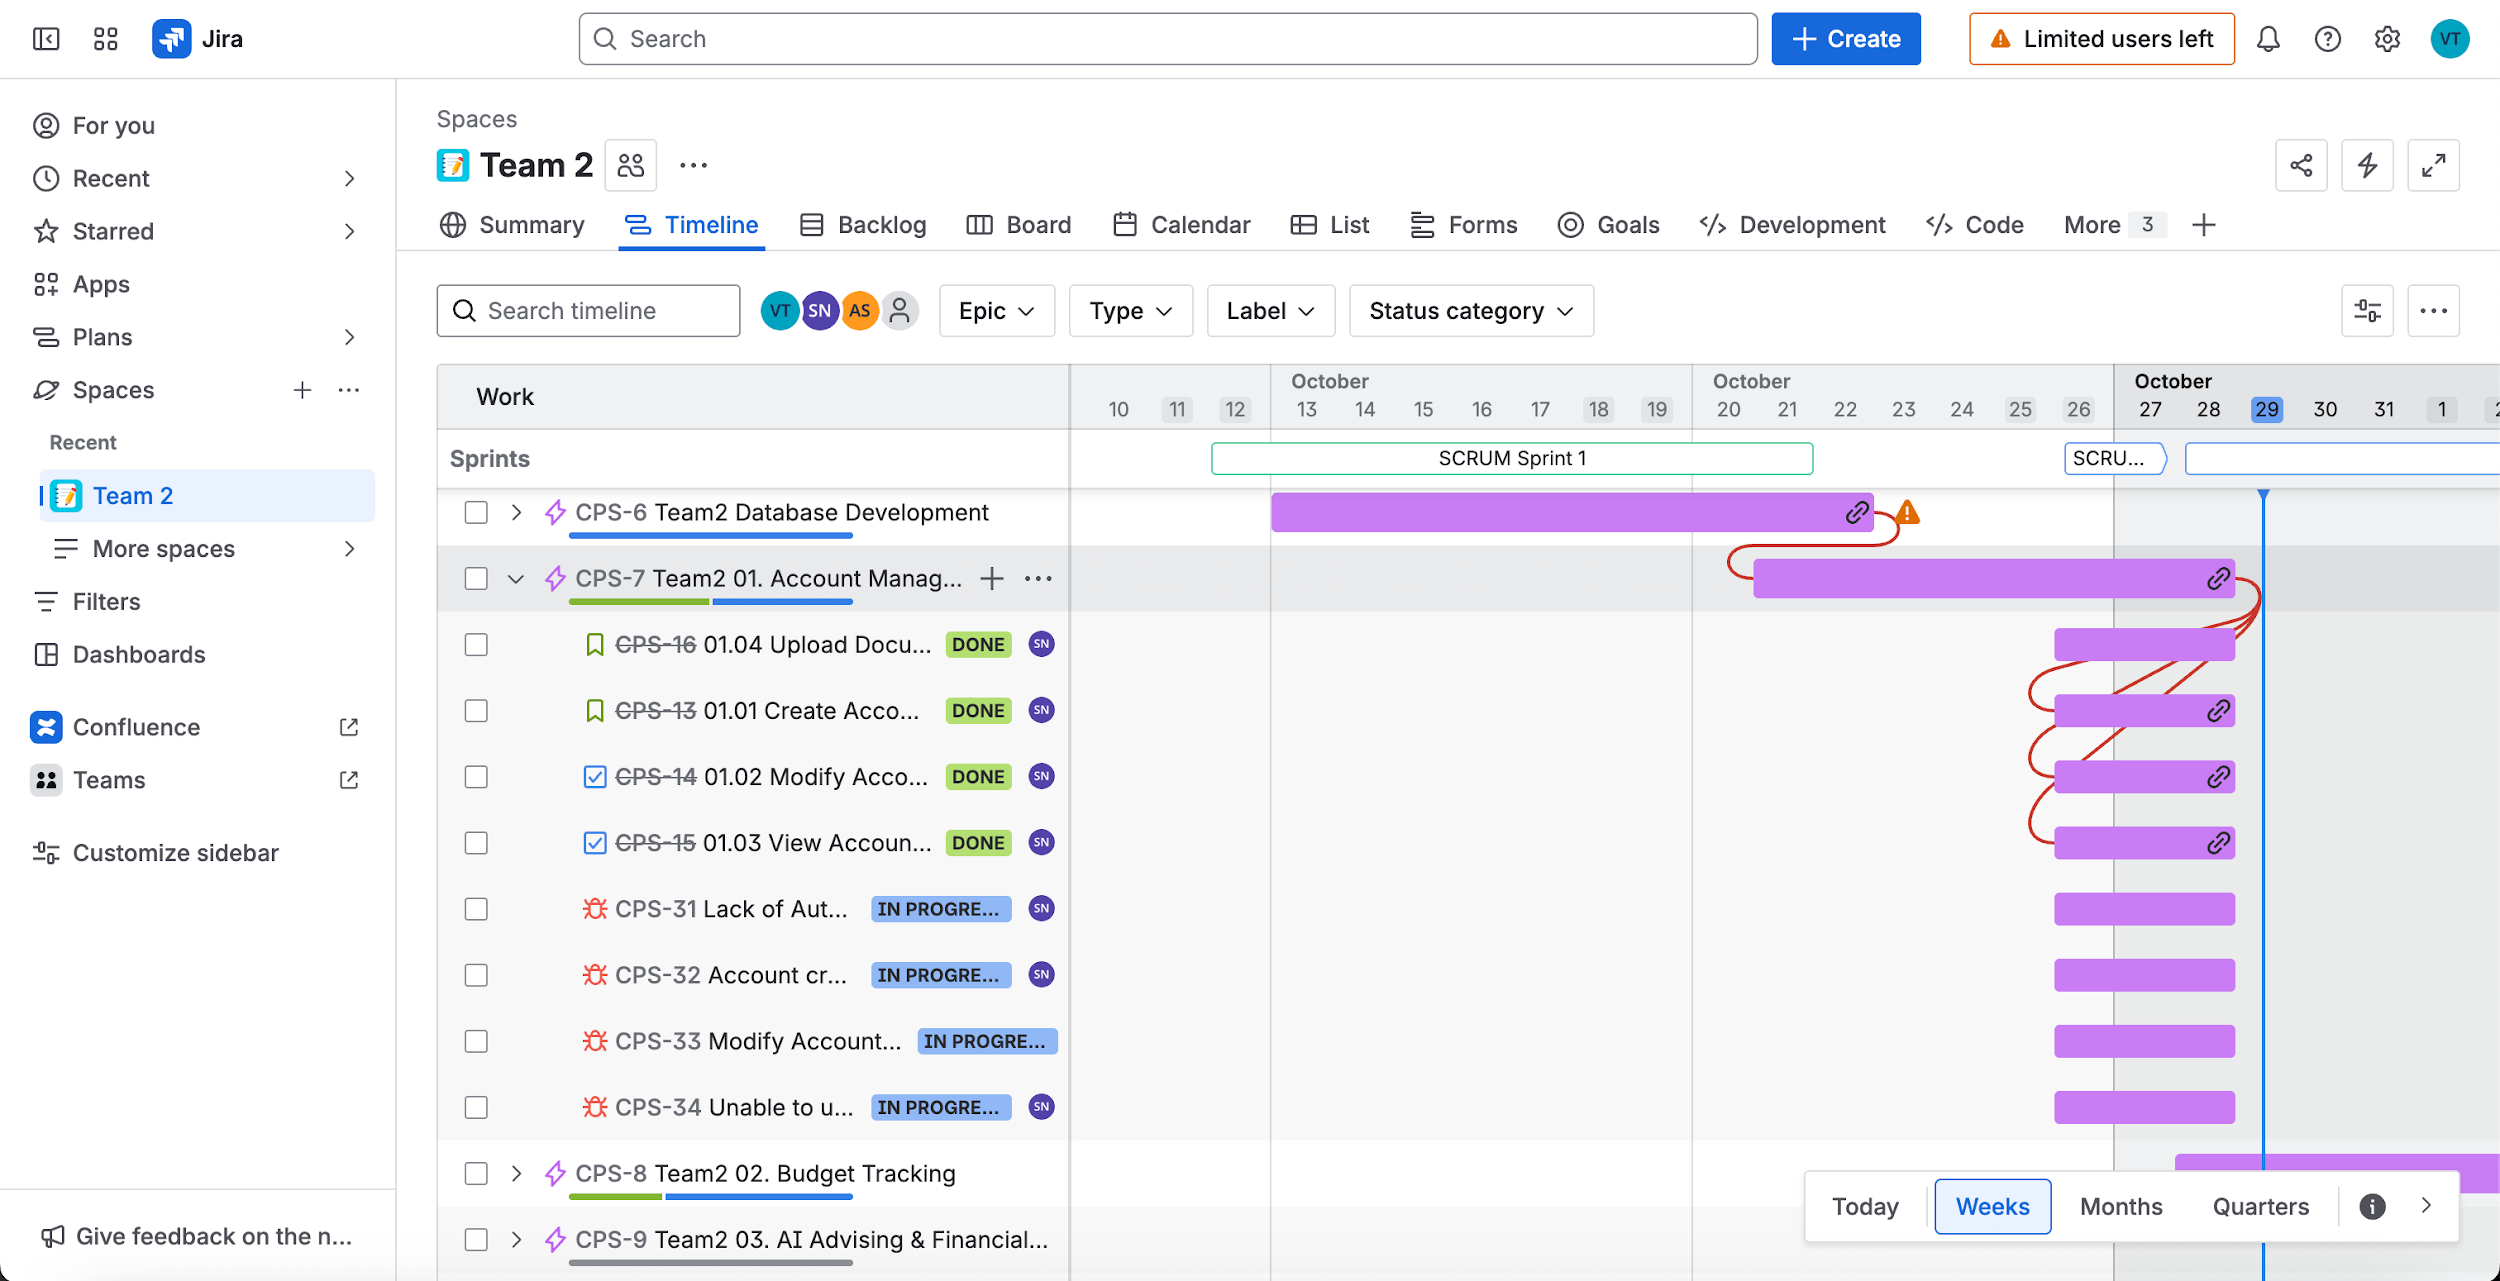 Jira
Search
Create
Limited users left
VT
For you
Recent
Starred
Apps
Plans
Spaces
Recent
Team 2
More spaces
Filters
Dashboards
Confluence
Teams
Customize sidebar
Give feedback on the n...
Spaces
Team 2
Summary
Timeline
Backlog
Board
Calendar
List
Forms
Goals
Development
Code
More 3
Search timeline
VT SN AS
Epic
Type
Label
Status category
Work
October October October
10 11 12 13 14 15 16 17 18 19 20 21 22 23 24 25 26 27 28 29 30 31 1
Sprints
SCRUM Sprint 1
SCRU...
CPS-6 Team2 Database Development
CPS-7 Team2 01. Account Manag...
CPS-16 01.04 Upload Docu... DONE SN
CPS-13 01.01 Create Acco... DONE SN
CPS-14 01.02 Modify Acco... DONE SN
CPS-15 01.03 View Accoun... DONE SN
CPS-31 Lack of Aut... IN PROGRE... SN
CPS-32 Account cr... IN PROGRE... SN
CPS-33 Modify Account... IN PROGRE...
CPS-34 Unable to u... IN PROGRE... SN
CPS-8 Team2 02. Budget Tracking
CPS-9 Team2 03. AI Advising & Financial...
Today
Weeks
Months
Quarters